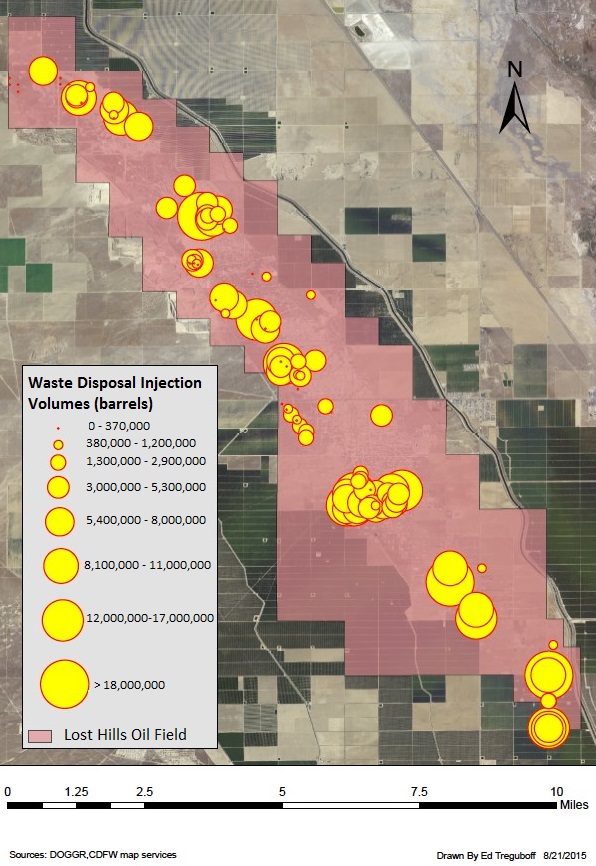 N
Waste Disposal Injection
Volumes (barrels)
0 - 370,000
380,000 - 1,200,000
1,300,000 - 2,900,000
3,000,000 - 5,300,000
5,400,000 - 8,000,000
8,100,000 - 11,000,000
12,000,000-17,000,000
> 18,000,000
Lost Hills Oil Field
0 1.25 2.5 5 7.5 10
Miles
Sources: DOGGR,CDFW map services
Drawn By Ed Treguboff 8/21/2015